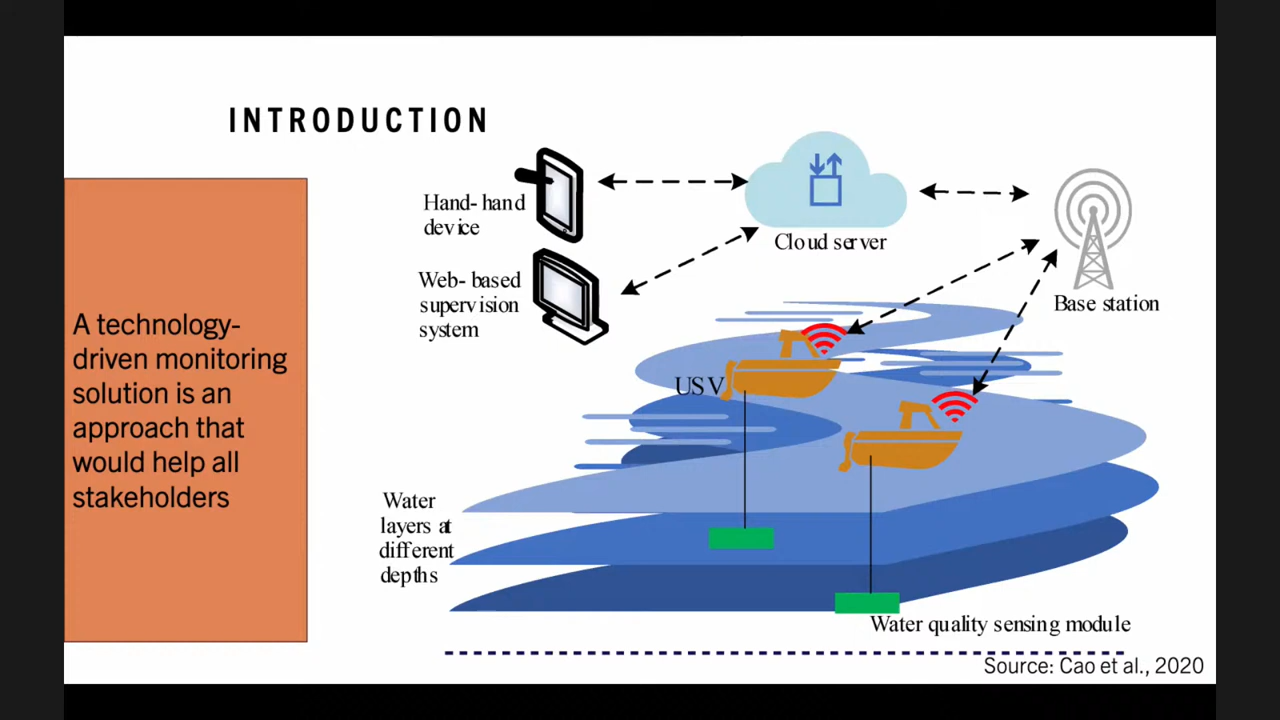 INTRODUCTION
A technology-
driven monitoring
solution is an
approach that
would help all
stakeholders
Hand-hand
device
Web-based
supervision
system
Cloud server
Base station
USV
Water
layers at
different
depths
Water quality sensing module
Source: Cao et al., 2020